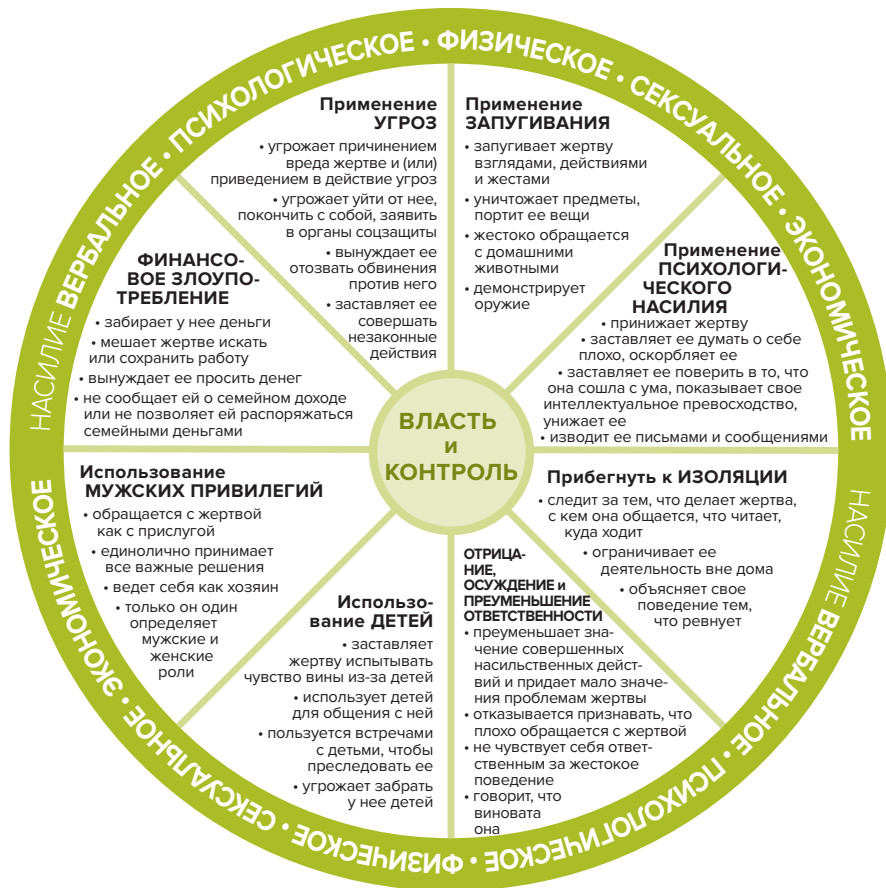 НАСИЛИЕ ВЕРБАЛЬНОЕ • ПСИХОЛОГИЧЕСКОЕ • ФИЗИЧЕСКОЕ • СЕКСУАЛЬНОЕ • ЭКОНОМИЧЕСКОЕ
Применение
УГРОЗ
• угрожает причинением
вреда жертве и (или)
приведением в действие угроз
• угрожает уйти от нее,
покончить с собой, заявить
в органы соцзащиты
• вынуждает ее
отозвать обвинения
против него
• заставляет ее
совершать
незаконные
действия
Применение
ЗАПУГИВАНИЯ
• запугивает жертву
взглядами, действиями
и жестами
• уничтожает предметы,
портит ее вещи
• жестоко обращается
с домашними
животными
• демонстрирует
оружие
Применение
ПСИХОЛОГИ-
ЧЕСКОГО
НАСИЛИЯ
• принижает жертву
• заставляет ее думать о себе
плохо, оскорбляет ее
• заставляет ее поверить в то, что
она сошла с ума, показывает свое
интеллектуальное превосходство,
унижает ее
• изводит ее письмами и сообщениями
Прибегнуть к ИЗОЛЯЦИИ
• следит за тем, что делает жертва,
с кем она общается, что читает,
куда ходит
• ограничивает ее
деятельность вне дома
• объясняет свое
поведение тем,
что ревнует
ОТРИЦА-
НИЕ,
ОСУЖДЕНИЕ и
ПРЕУМЕНЬШЕНИЕ
ОТВЕТСТВЕННОСТИ
• преуменьшает зна-
чение совершенных
насильственных дейст-
вий и придает мало значе-
ния проблемам жертвы
• отказывается признавать, что
плохо обращается с жертвой
• не чувствует себя ответ-
ственным за жестокое
поведение
• говорит, что
виновата
она
Использо-
вание ДЕТЕЙ
• заставляет
жертву испытывать
чувство вины из-за детей
• использует детей
для общения с ней
• пользуется встречами
с детьми, чтобы
преследовать ее
• угрожает забрать
у нее детей
Использование
МУЖСКИХ ПРИВИЛЕГИЙ
• обращается с жертвой
как с прислугой
• единолично принимает
все важные решения
• ведет себя как хозяин
• только он один
определяет
мужские и
женские
роли
ФИНАНСО-
ВОЕ ЗЛОУПО-
ТРЕБЛЕНИЕ
• забирает у нее деньги
• мешает жертве искать
или сохранить работу
• вынуждает ее просить денег
• не сообщает ей о семейном доходе
или не позволяет ей распоряжаться
семейными деньгами
ВЛАСТЬ
и
КОНТРОЛЬ
НАСИЛИЕ ВЕРБАЛЬНОЕ • ПСИХОЛОГИЧЕСКОЕ • ФИЗИЧЕСКОЕ • СЕКСУАЛЬНОЕ • ЭКОНОМИЧЕСКОЕ